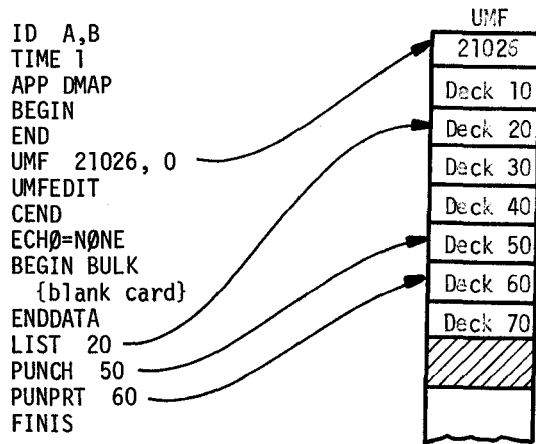 ID A,B
TIME 1
APP DMAP
BEGIN
END
UMF 21026, 0
UMFEDIT
CEND
ECHØ=NØNE
BEGIN BULK
{blank card}
ENDDATA
LIST 20
PUNCH 50
PUNPRT 60
FINIS
UMF
21026
Deck 10
Deck 20
Deck 30
Deck 40
Deck 50
Deck 60
Deck 70